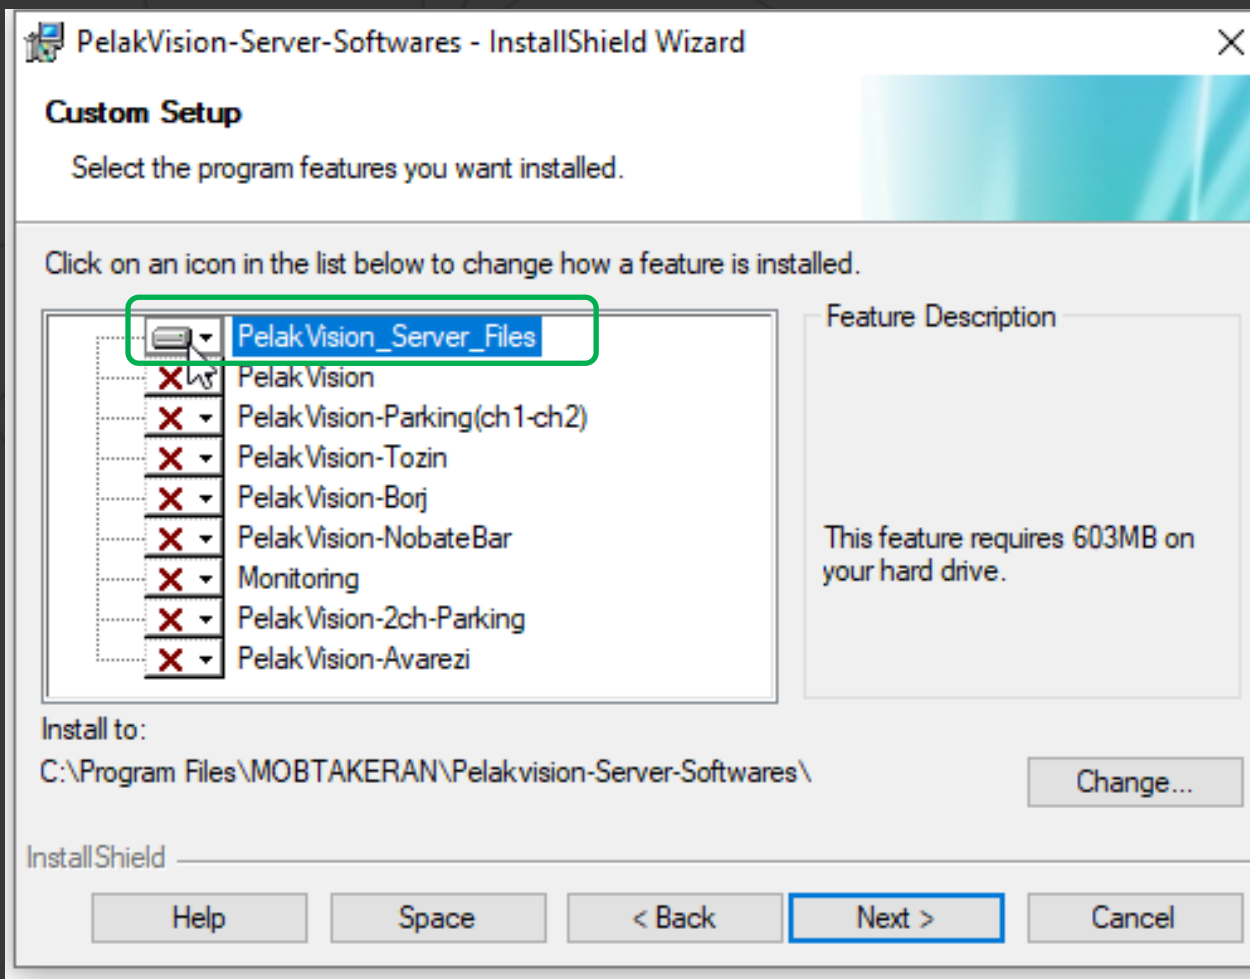 PelakVision-Server-Softwares - InstallShield Wizard
Custom Setup
Select the program features you want installed.
Click on an icon in the list below to change how a feature is installed.
PelakVision_Server_Files
PelakVision
PelakVision-Parking(ch1-ch2)
PelakVision-Tozin
PelakVision-Borj
PelakVision-NobateBar
Monitoring
PelakVision-2ch-Parking
PelakVision-Avarezi
Feature Description
This feature requires 603MB on
your hard drive.
Install to:
C:\Program Files\MOBTAKERAN\Pelakvision-Server-Softwares\
Change...
InstallShield
Help
Space
< Back
Next >
Cancel